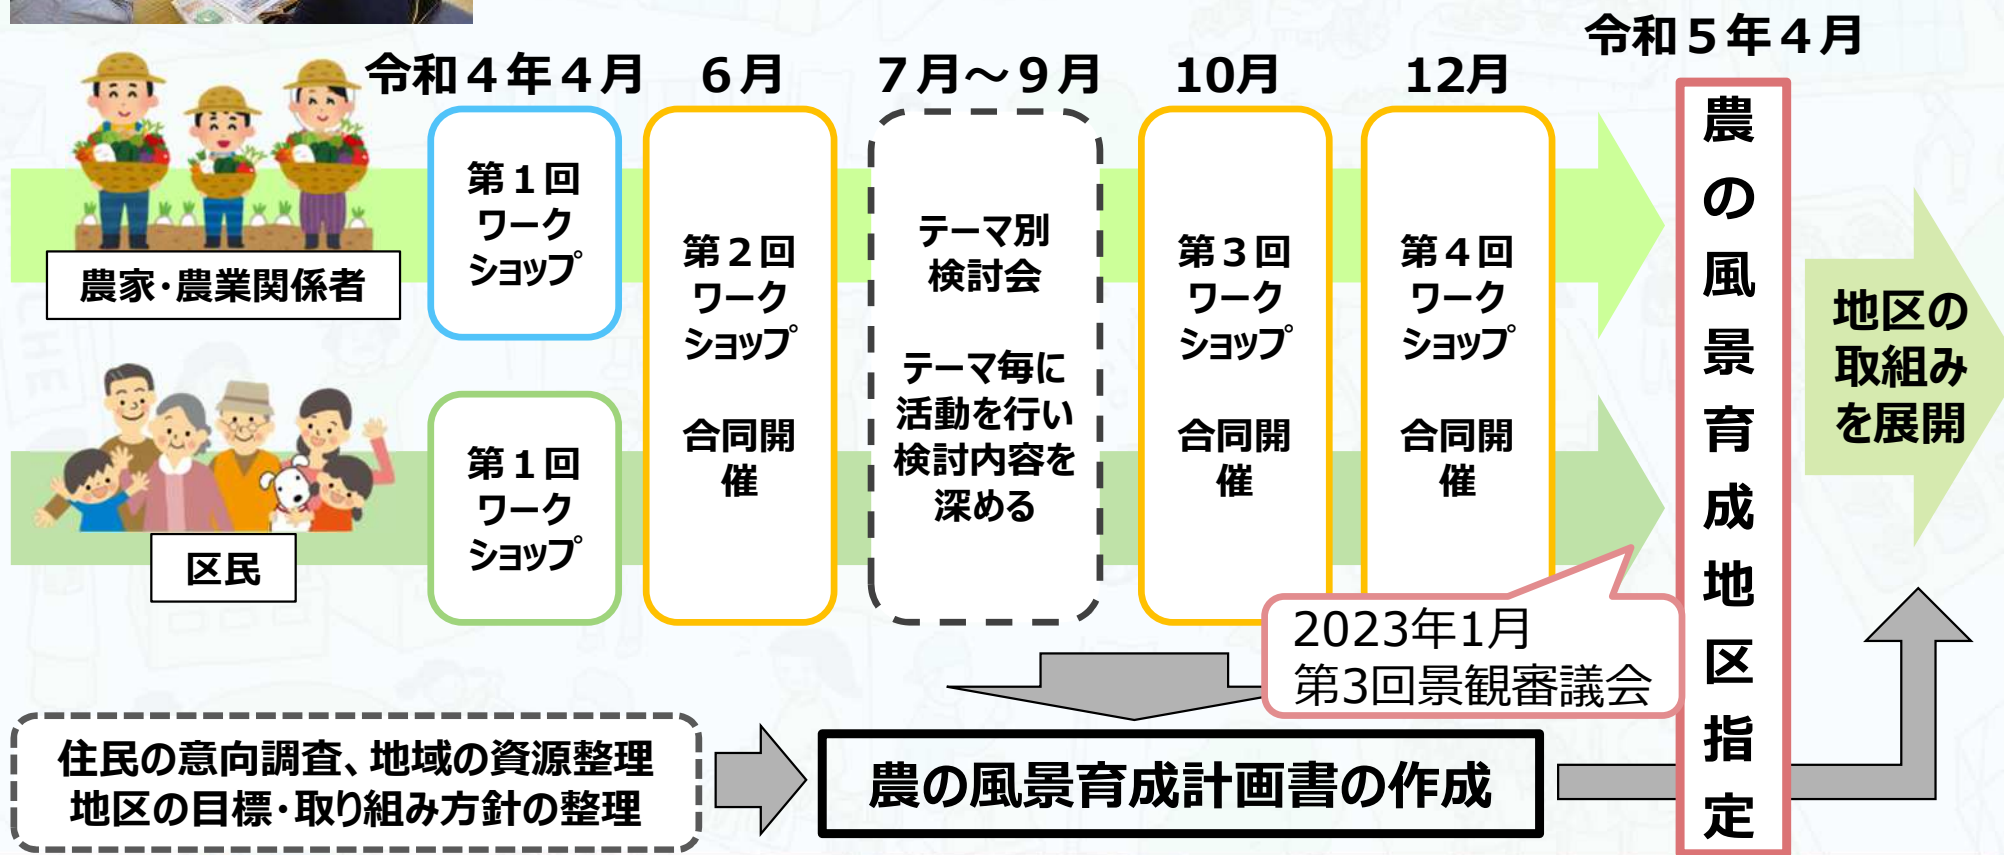 令和４年４月
６月
７月～９月
10月
12月
令和５年４月
農家・農業関係者
区民
第１回
ワーク
ショップ
第１回
ワーク
ショップ
第２回
ワーク
ショップ
合同開
催
テーマ別
検討会
テーマ毎に
活動を行い
検討内容を
深める
第３回
ワーク
ショップ
合同開
催
第４回
ワーク
ショップ
合同開
催
2023年1月
第3回景観審議会
農の風景育成地区指定
地区の
取組み
を展開
住民の意向調査、地域の資源整理
地区の目標・取り組み方針の整理
農の風景育成計画書の作成